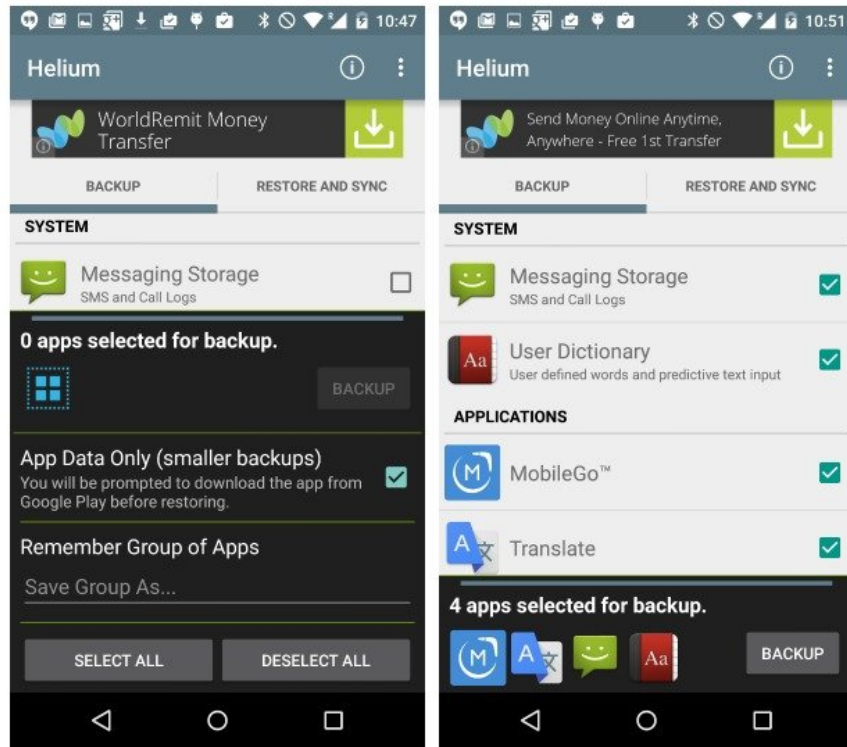 10:47
Helium
WorldRemit Money
Transfer
BACKUP RESTORE AND SYNC
SYSTEM
Messaging Storage
SMS and Call Logs
0 apps selected for backup.
BACKUP
App Data Only (smaller backups)
You will be prompted to download the app from
Google Play before restoring.
Remember Group of Apps
Save Group As...
SELECT ALL DESELECT ALL
R 10:51
Helium
Send Money Online Anytime,
Anywhere - Free 1st Transfer
BACKUP RESTORE AND SYNC
SYSTEM
Messaging Storage
SMS and Call Logs
Aa User Dictionary
User defined words and predictive text input
APPLICATIONS
M MobileGo™
A 文 Translate
4 apps selected for backup.
M A 文 Aa BACKUP